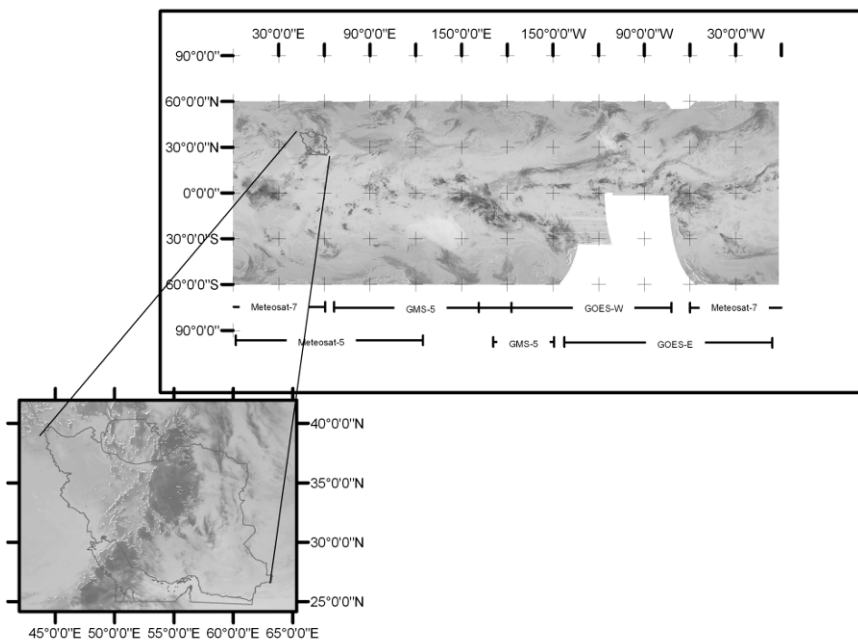 30°0'0"E 90°0'0"E 150°0'0"E 150°0'0"W 90°0'0"W 30°0'0"W
90°0'0"
60°0'0"N
30°0'0"N
0°0'0"
30°0'0"S
60°0'0"S
Meteosat-7 GMS-5 GOES-W Meteosat-7
90°0'0"
Meteosat-5 GMS-5 GOES-E
40°0'0"N
35°0'0"N
30°0'0"N
25°0'0"N
45°0'0"E 50°0'0"E 55°0'0"E 60°0'0"E 65°0'0"E